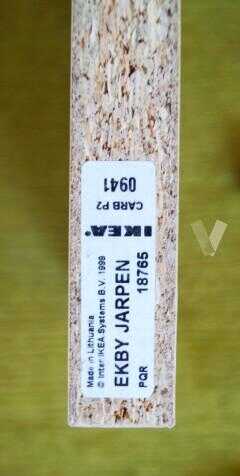 Made in Lithuania
© Inter IKEA Systems B.V. 1999
EKBY JARPEN
PQR
18765
IKEA®
CARB P2
0941
V